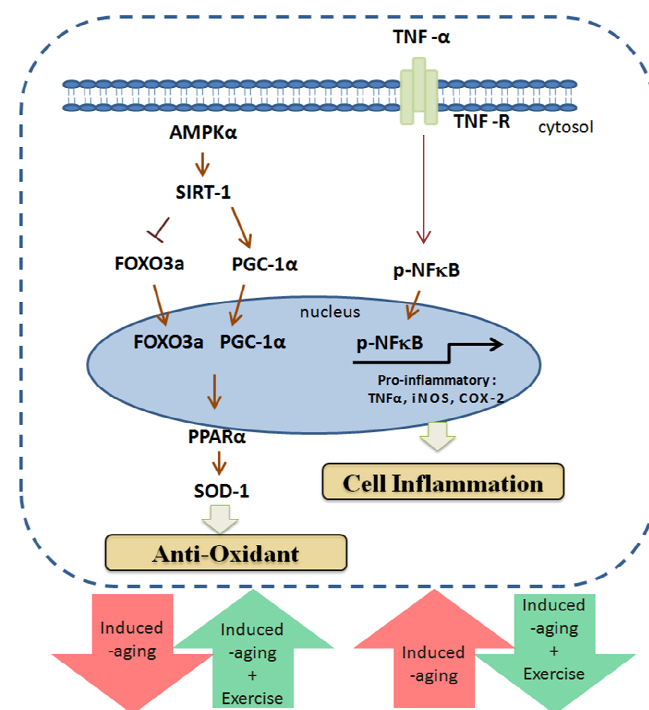 TNF -α
TNF -R
cytosol
AMPKα
SIRT-1
FOXO3a
PGC-1α
p-NFκB
nucleus
FOXO3a
PGC-1α
p-NFκB
Pro-inflammatory :
TNFα, iNOS, COX-2
PPARα
SOD-1
Cell Inflammation
Anti-Oxidant
Induced
-aging
Induced
-aging
+
Exercise
Induced
-aging
Induced
-aging
+
Exercise